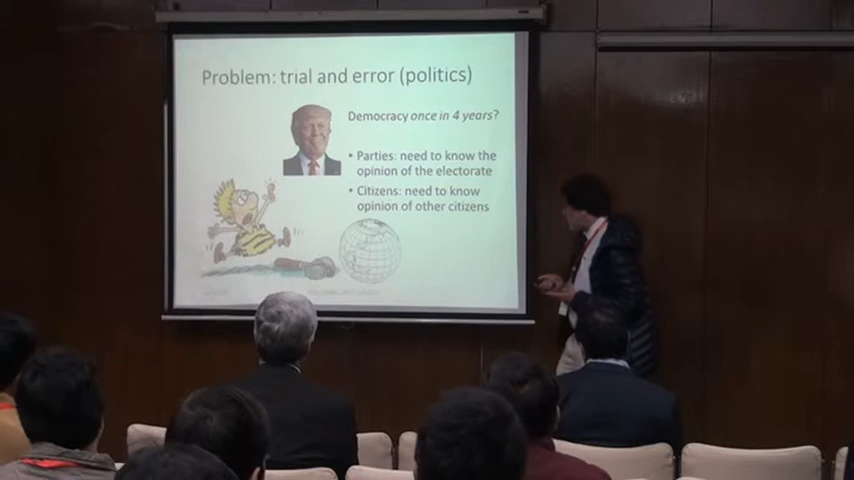 Problem: trial and error (politics)
Democracy once in 4 years?
• Parties: need to know the
opinion of the electorate
• Citizens: need to know
opinion of other citizens